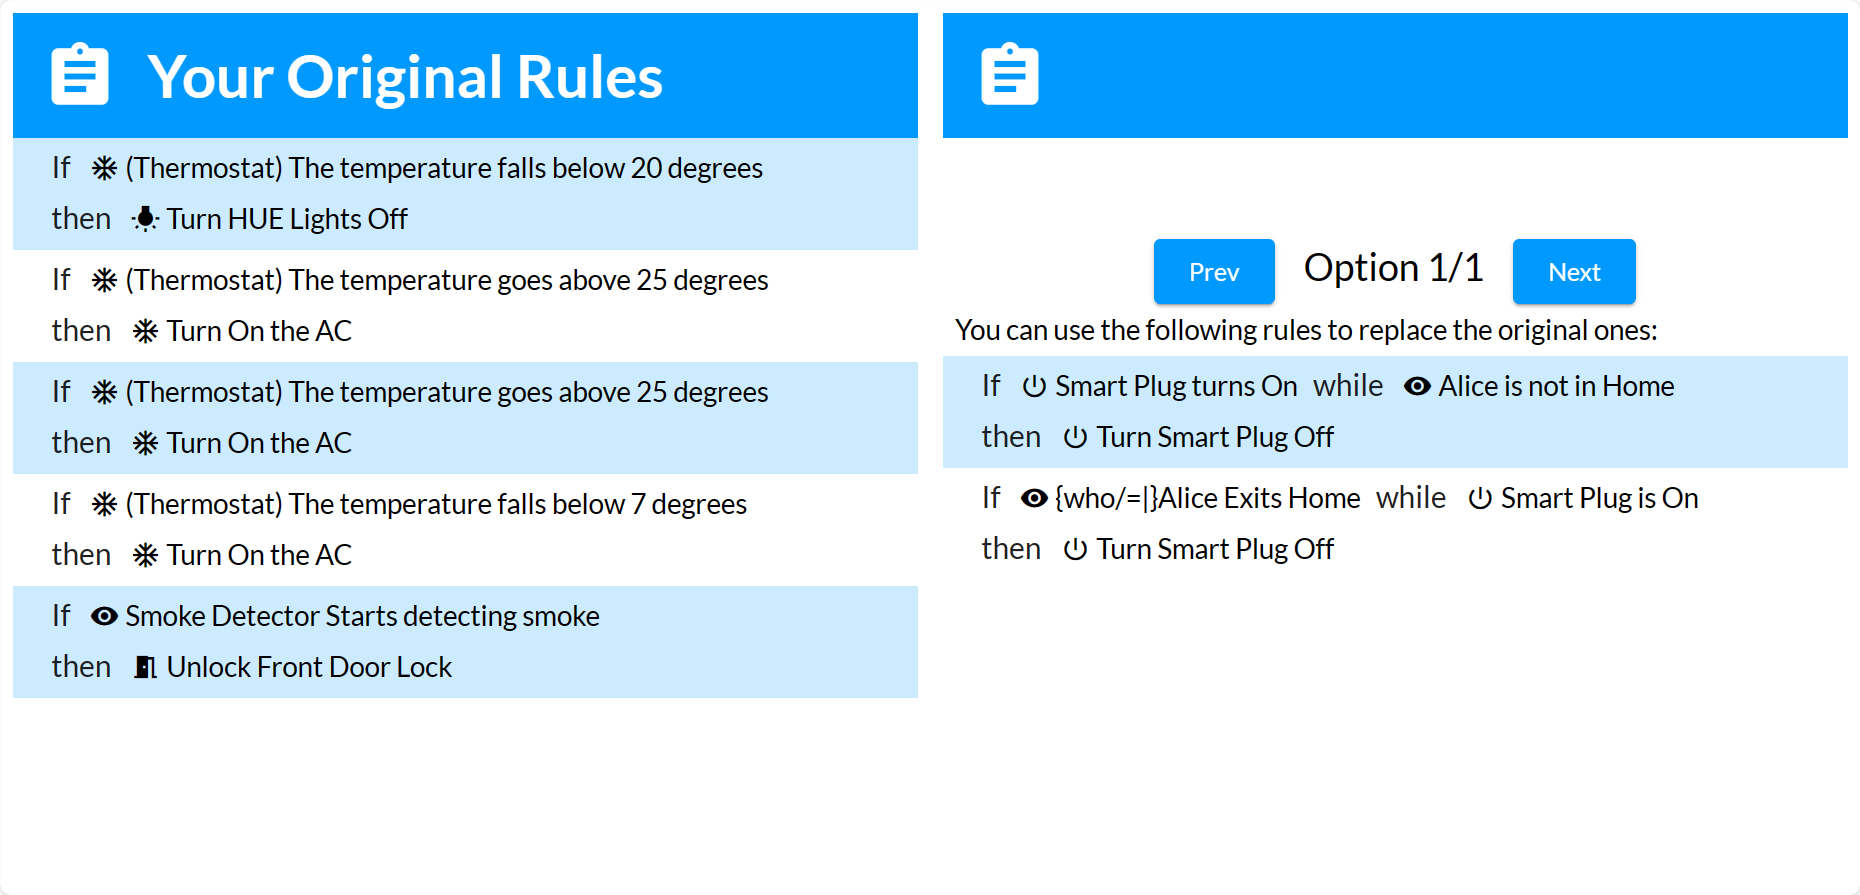 Your Original Rules
If (Thermostat) The temperature falls below 20 degrees
then Turn HUE Lights Off
If (Thermostat) The temperature goes above 25 degrees
then Turn On the AC
If (Thermostat) The temperature goes above 25 degrees
then Turn On the AC
If (Thermostat) The temperature falls below 7 degrees
then Turn On the AC
If Smoke Detector Starts detecting smoke
then Unlock Front Door Lock
Prev Option 1/1 Next
You can use the following rules to replace the original ones:
If Smart Plug turns On while Alice is not in Home
then Turn Smart Plug Off
If {who/=|}Alice Exits Home while Smart Plug is On
then Turn Smart Plug Off